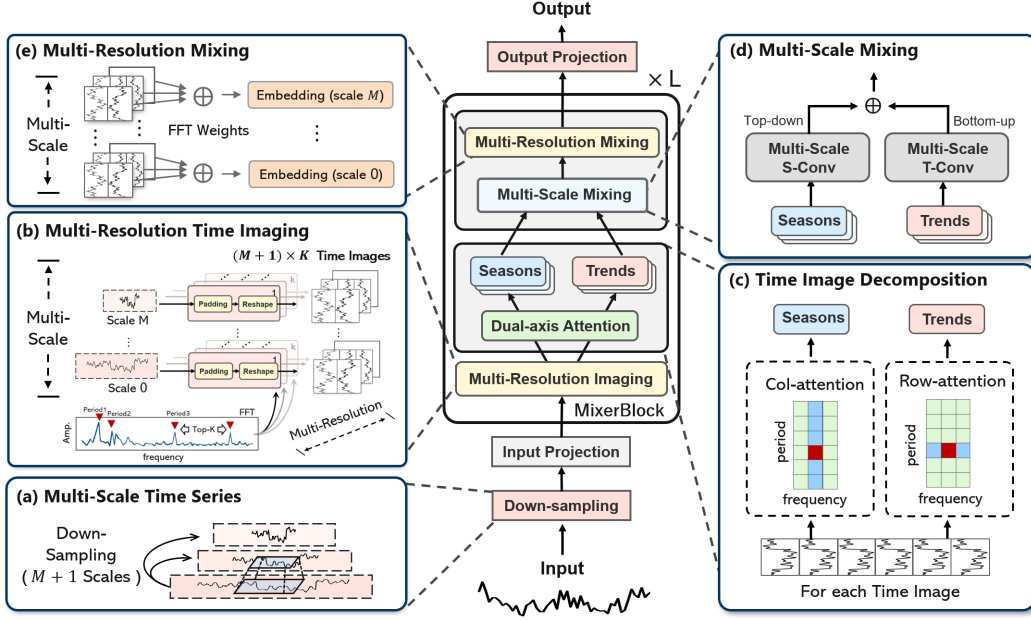 Output
Output Projection
× L
Multi-Resolution Mixing
Multi-Scale Mixing
Seasons
Trends
Dual-axis Attention
Multi-Resolution Imaging
MixerBlock
Input Projection
Down-sampling
Input
(e) Multi-Resolution Mixing
Multi-
Scale
Embedding (scale M)
FFT Weights
Embedding (scale 0)
(b) Multi-Resolution Time Imaging
(M + 1) × K Time Images
Multi-
Scale
k
1
Padding
Reshape
Scale M
k
1
Scale 0
Padding
Reshape
Period1
Period2
Period3
FFT
Amp.
Top-K
frequency
Multi-Resolution
(a) Multi-Scale Time Series
Down-
Sampling
( M + 1 Scales )
(d) Multi-Scale Mixing
Top-down
Bottom-up
Multi-Scale
S-Conv
Multi-Scale
T-Conv
Seasons
Trends
(c) Time Image Decomposition
Seasons
Trends
Col-attention
period
frequency
Row-attention
period
frequency
For each Time Image